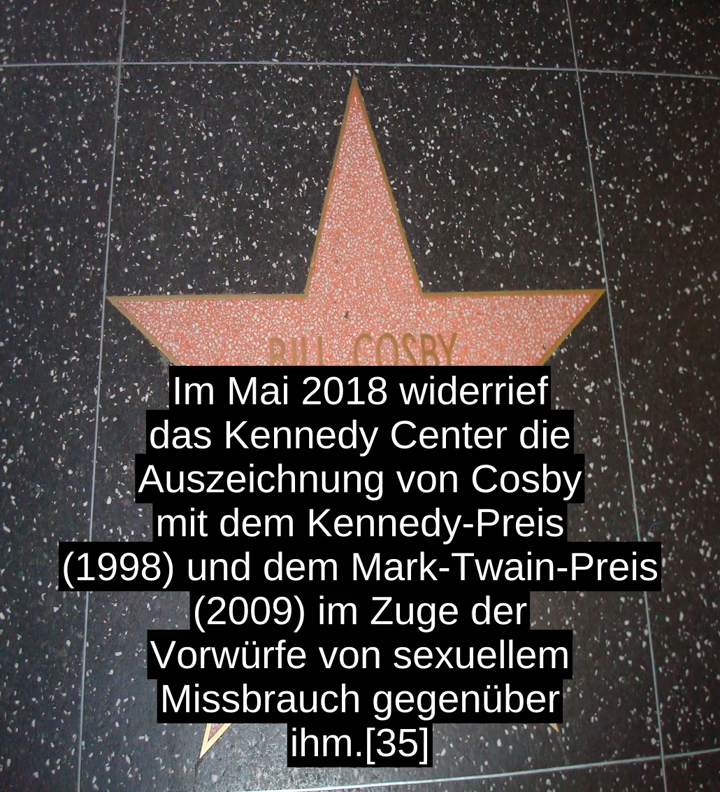 BILL COSBY
Im Mai 2018 widerrief
das Kennedy Center die
Auszeichnung von Cosby
mit dem Kennedy-Preis
(1998) und dem Mark-Twain-Preis
(2009) im Zuge der
Vorwürfe von sexuellem
Missbrauch gegenüber
ihm.[35]